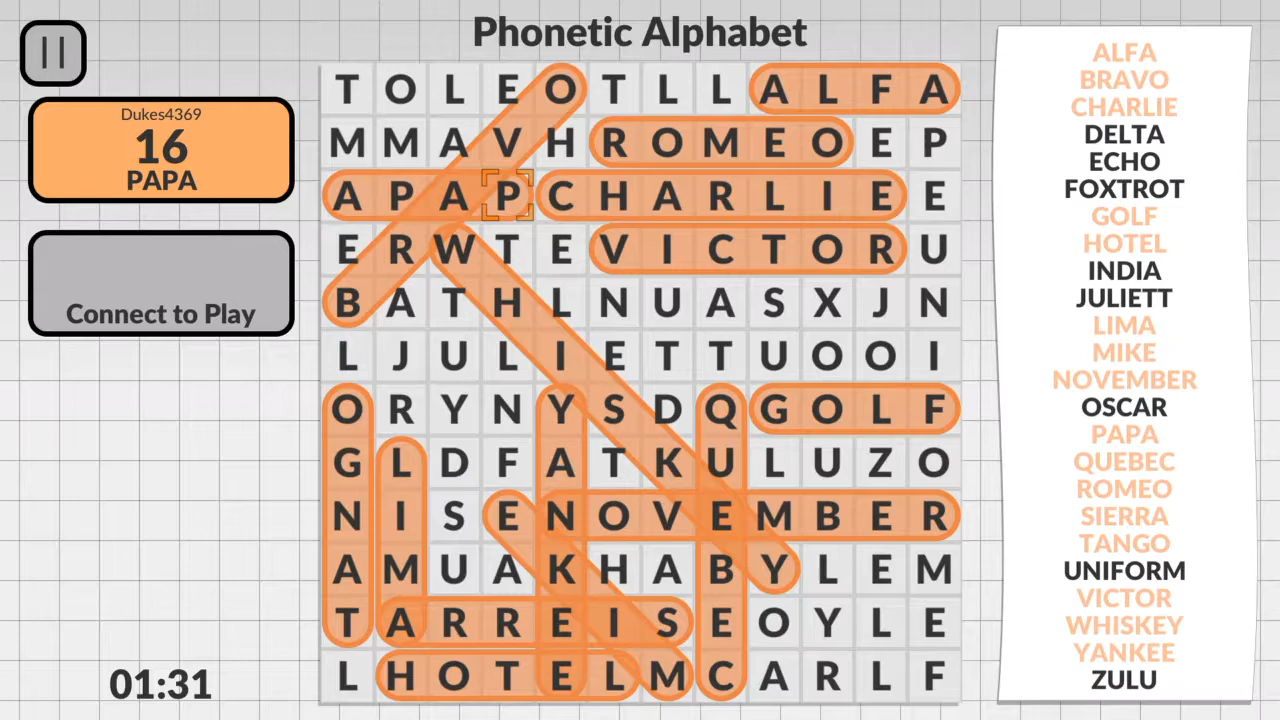 Phonetic Alphabet
Dukes4369
16
PAPA
Connect to Play
01:31
T O L E O T L L A L F A
M M A V H R O M E O E P
A P A P C H A R L I E E
E R W T E V I C T O R U
B A T H L N U A S X J N
L J U L I E T T U O O I
O R Y N Y S D Q G O L F
G L D F A T K U L U Z O
N I S E N O V E M B E R
A M U A K H A B Y L E M
T A R R E I S E O Y L E
L H O T E L M C A R L F
ALFA
BRAVO
CHARLIE
DELTA
ECHO
FOXTROT
GOLF
HOTEL
INDIA
JULIETT
LIMA
MIKE
NOVEMBER
OSCAR
PAPA
QUEBEC
ROMEO
SIERRA
TANGO
UNIFORM
VICTOR
WHISKEY
YANKEE
ZULU